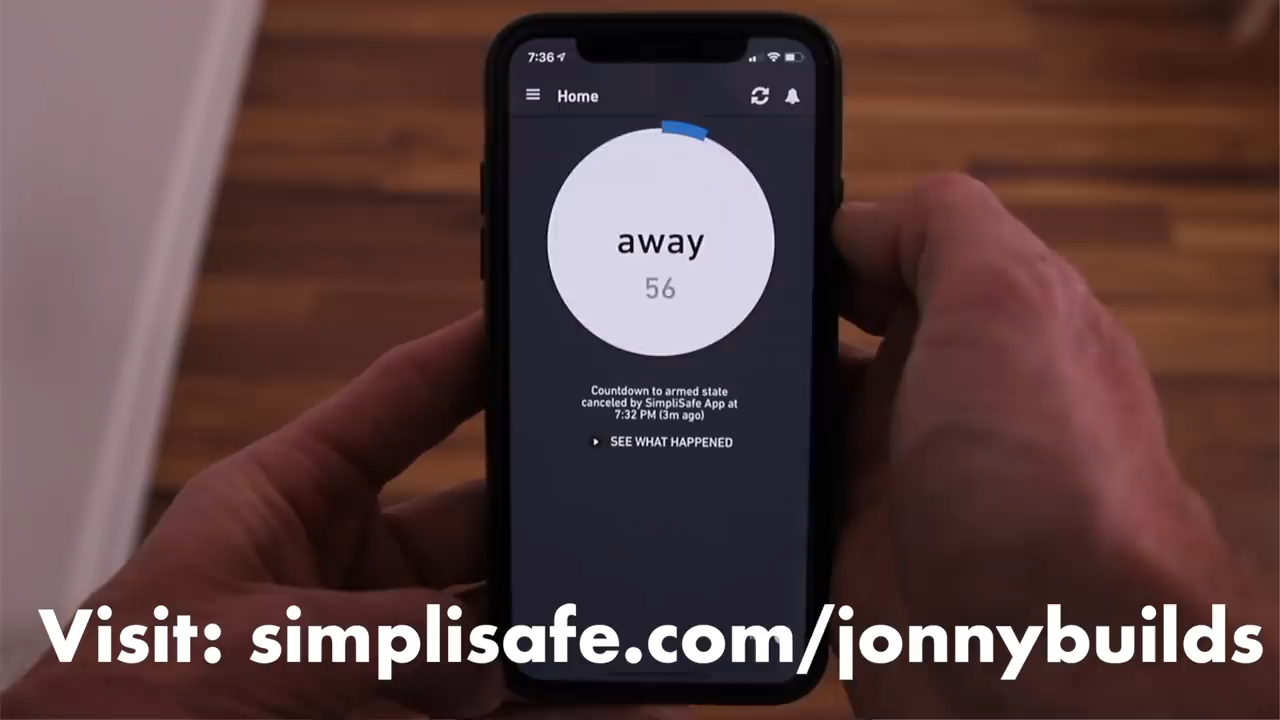 7:36
Home
away
56
Countdown to armed state
canceled by SimpliSafe App at
7:32 PM (3m ago)
SEE WHAT HAPPENED
Visit: simplisafe.com/jonnybuilds